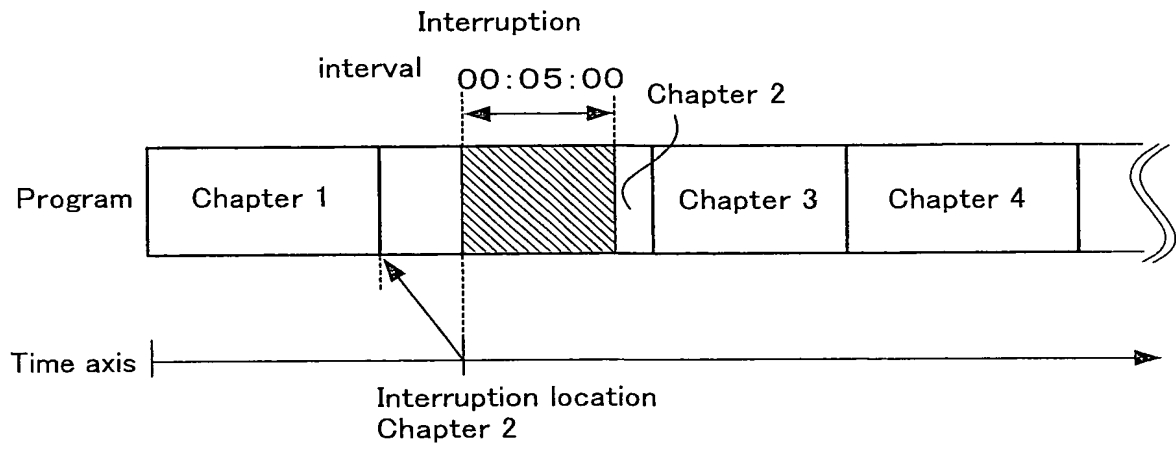 Interruption
interval
00:05:00
Chapter 2
Program
Chapter 1
Chapter 3
Chapter 4
Time axis
Interruption location
Chapter 2